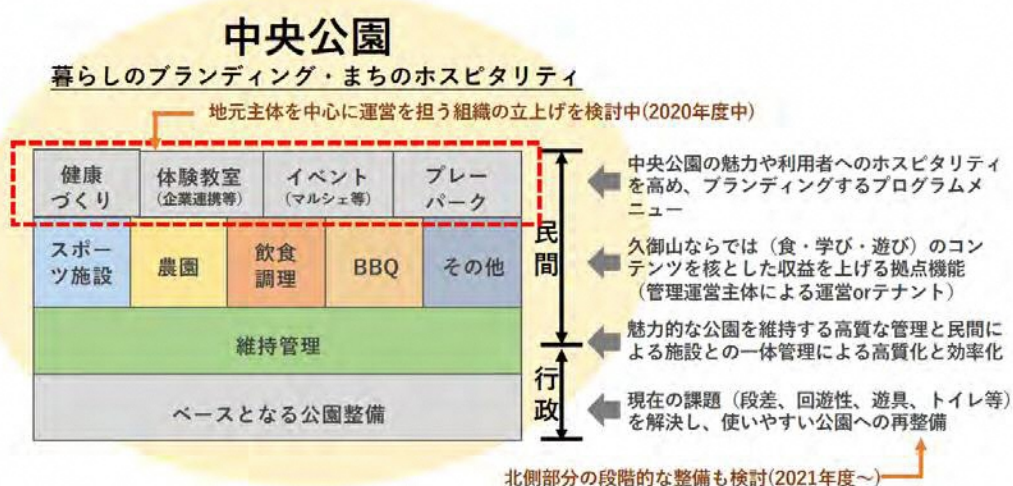 中央公園
暮らしのブランディング・まちのホスピタリティ
地元主体を中心に運営を担う組織の立上げを検討中(2020年度中)
健康
づくり
体験教室
(企業連携等)
イベント
(マルシェ等)
プレー
パーク
スポー
ツ施設
農園
飲食
調理
BBQ
その他
維持管理
ベースとなる公園整備
民間
行政
中央公園の魅力や利用者へのホスピタリティ
を高め、ブランディングするプログラムメ
ニュー
久御山ならでは（食・学び・遊び）のコン
テンツを核とした収益を上げる拠点機能
（管理運営主体による運営orテナント）
魅力的な公園を維持する高質な管理と民間に
よる施設との一体管理による高質化と効率化
現在の課題（段差、回遊性、遊具、トイレ等）
を解決し、使いやすい公園への再整備
北側部分の段階的な整備も検討(2021年度～)